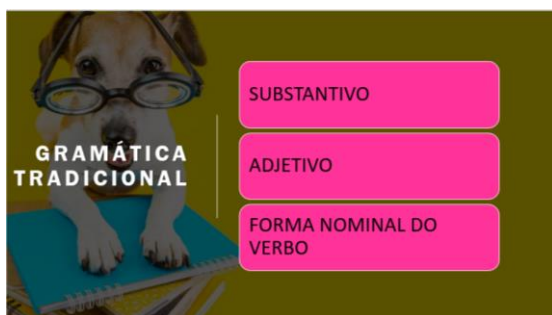 GRAMÁTICA
TRADICIONAL
SUBSTANTIVO
ADJETIVO
FORMA NOMINAL DO
VERBO